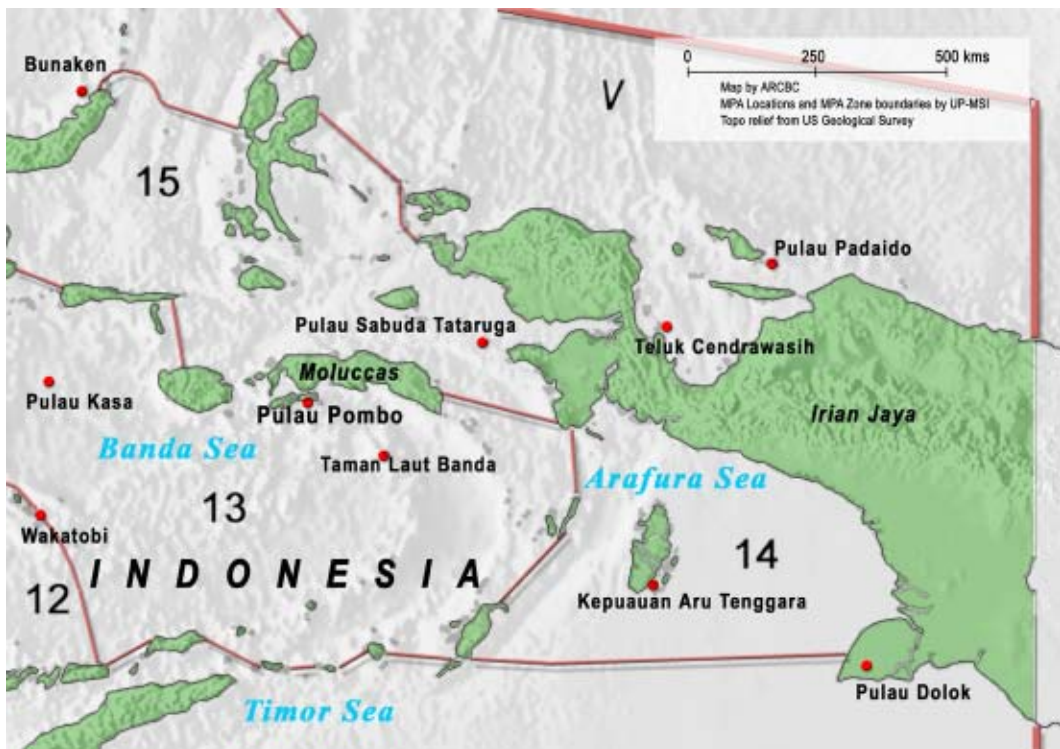 0 250 500 kms
Map by ARCBC
MPA Locations and MPA Zone boundaries by UP-MSI
Topo relief from US Geological Survey
Bunaken
V
15
Pulau Padaido
Pulau Sabuda Tataruga
Teluk Cendrawasih
Moluccas
Pulau Kasa
Pulau Pombo
Irian Jaya
Banda Sea
Taman Laut Banda
Arafura Sea
13
Wakatobi
14
INDONESIA
12
Kepuauan Aru Tenggara
Pulau Dolok
Timor Sea